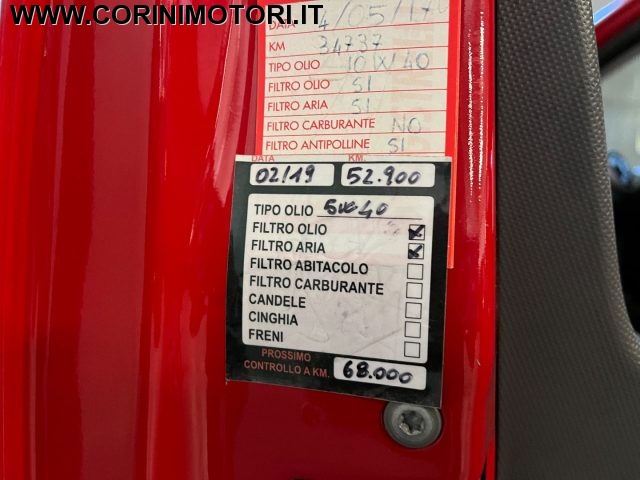 WWW.CORINIMOTORI.IT
DATA 4/05/17
KM 34737
TIPO OLIO 10W40
FILTRO OLIO SI
FILTRO ARIA SI
FILTRO CARBURANTE NO
FILTRO ANTIPOLLINE SI
DATA KM.
02/19 52.900
TIPO OLIO 5W40
FILTRO OLIO
FILTRO ARIA
FILTRO ABITACOLO
FILTRO CARBURANTE
CANDELE
CINGHIA
FRENI
PROSSIMO
CONTROLLO A KM. 68.000